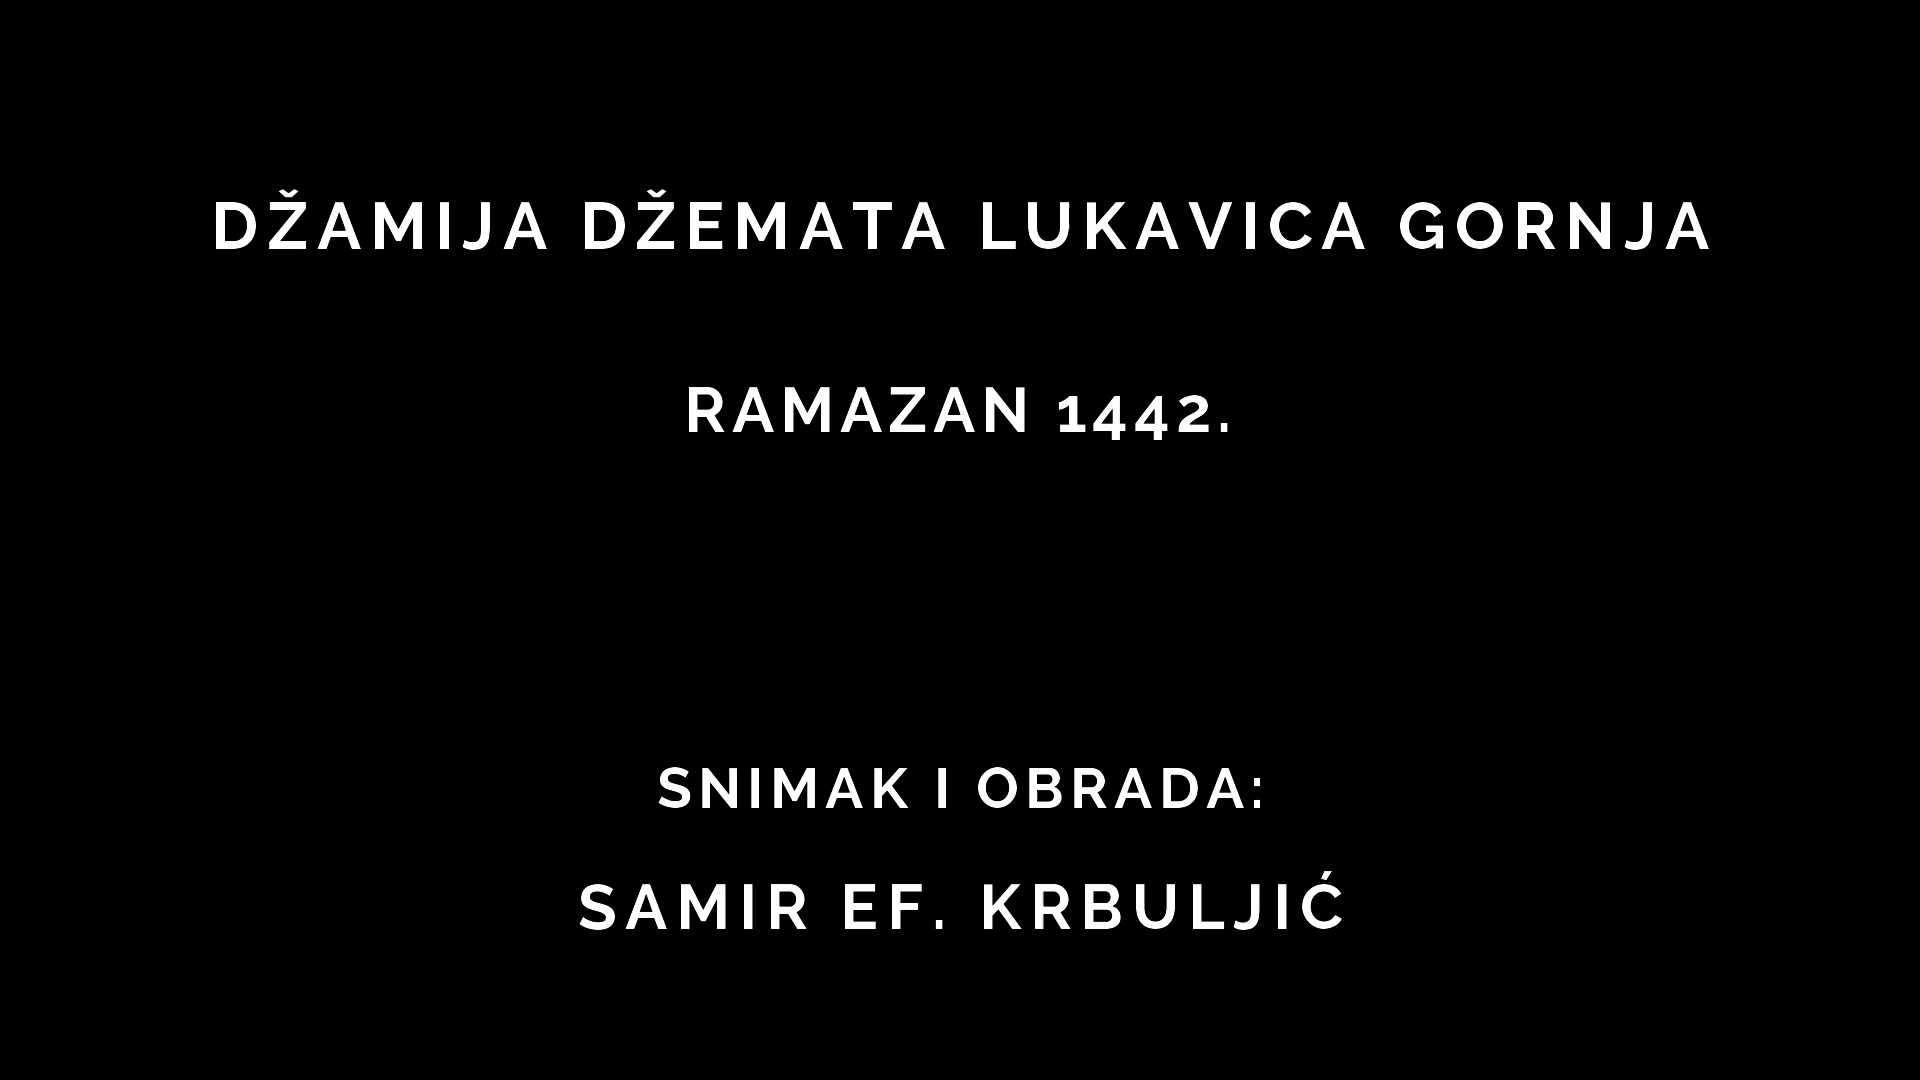 DŽAMIJA DŽEMATA LUKAVICA GORNJA
RAMAZAN 1442.
SNIMAK I OBRADA:
SAMIR EF. KRBULJIĆ